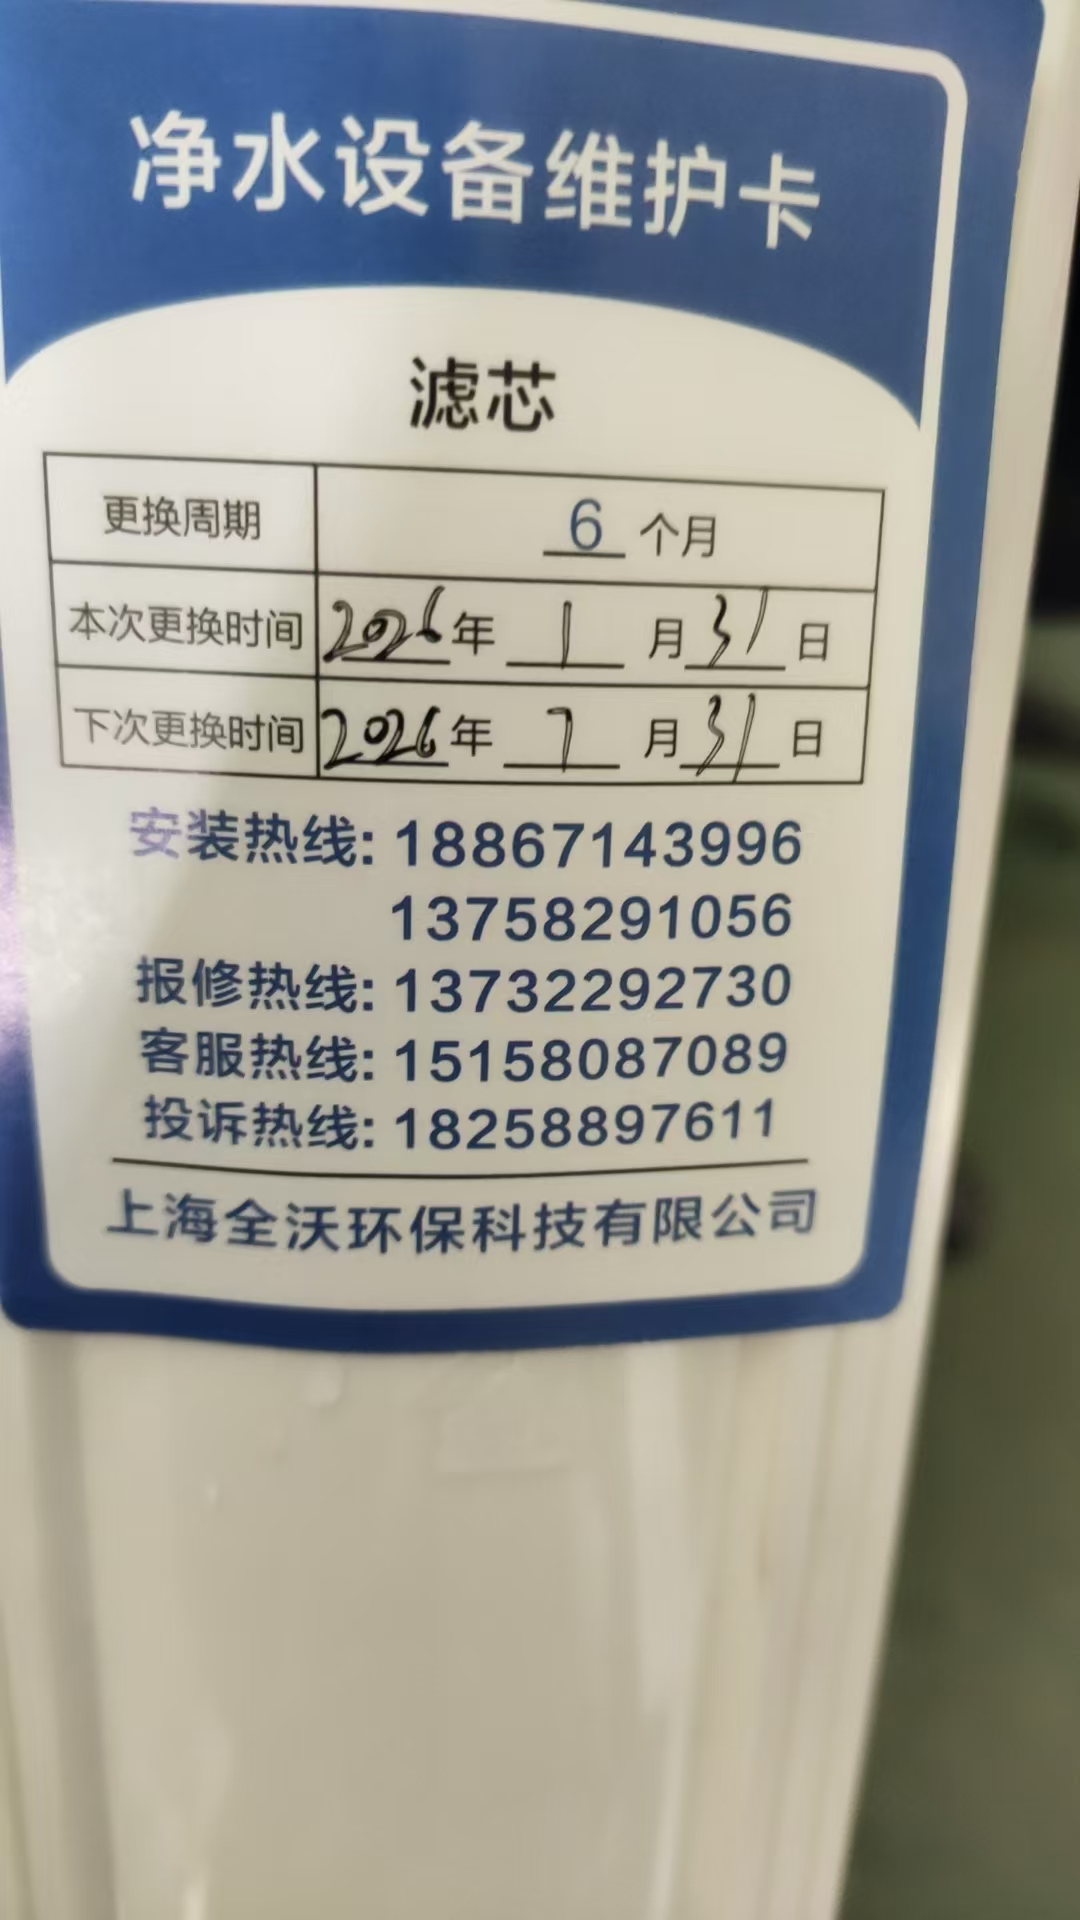 净水设备维护卡
滤芯
更换周期 6 个月
本次更换时间 2026年 1 月 31 日
下次更换时间 2026年 7 月 31 日
安装热线: 18867143996
13758291056
报修热线: 13732292730
客服热线: 15158087089
投诉热线: 18258897611
上海全沃环保科技有限公司